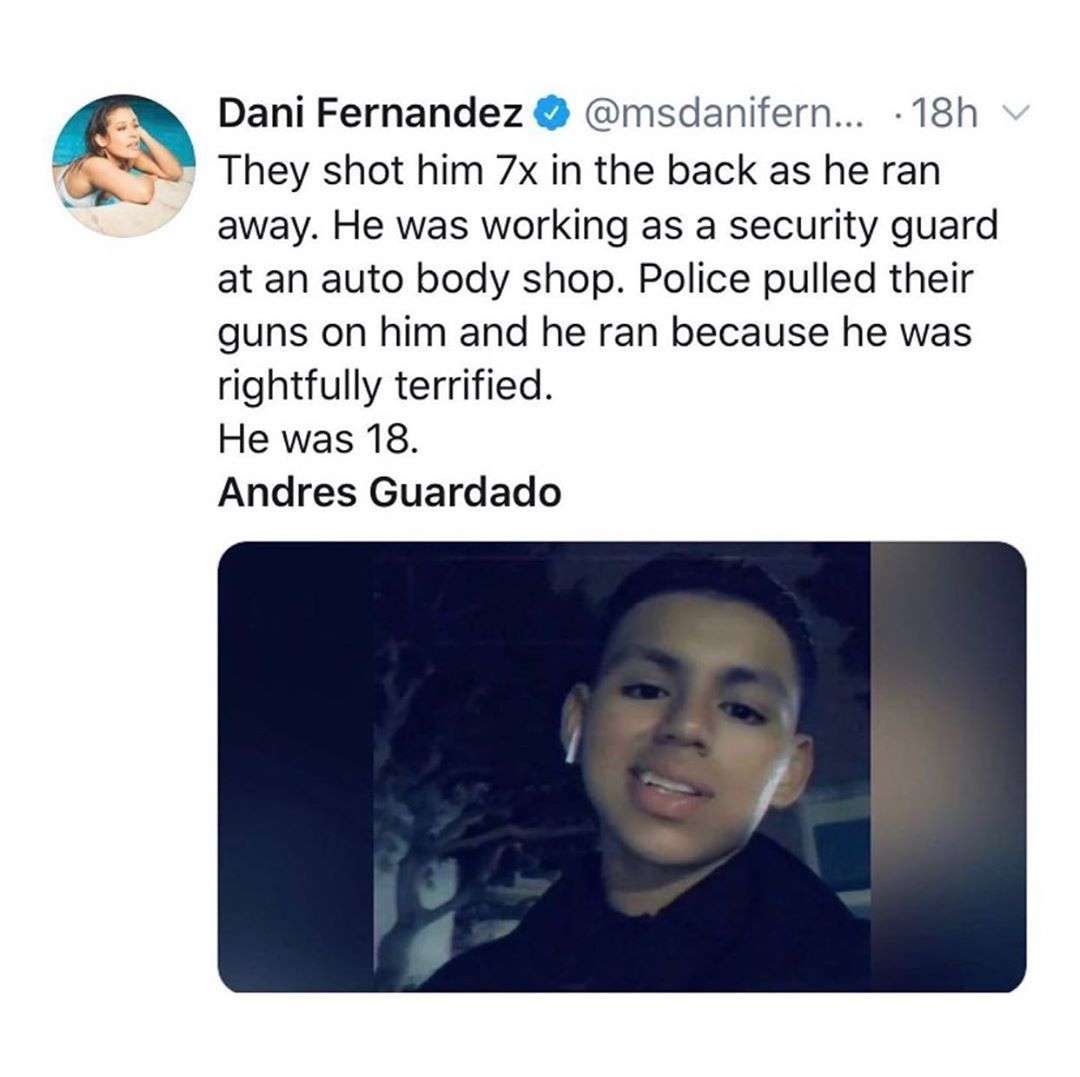 Dani Fernandez @msdanifern... · 18h
They shot him 7x in the back as he ran
away. He was working as a security guard
at an auto body shop. Police pulled their
guns on him and he ran because he was
rightfully terrified.
He was 18.
Andres Guardado